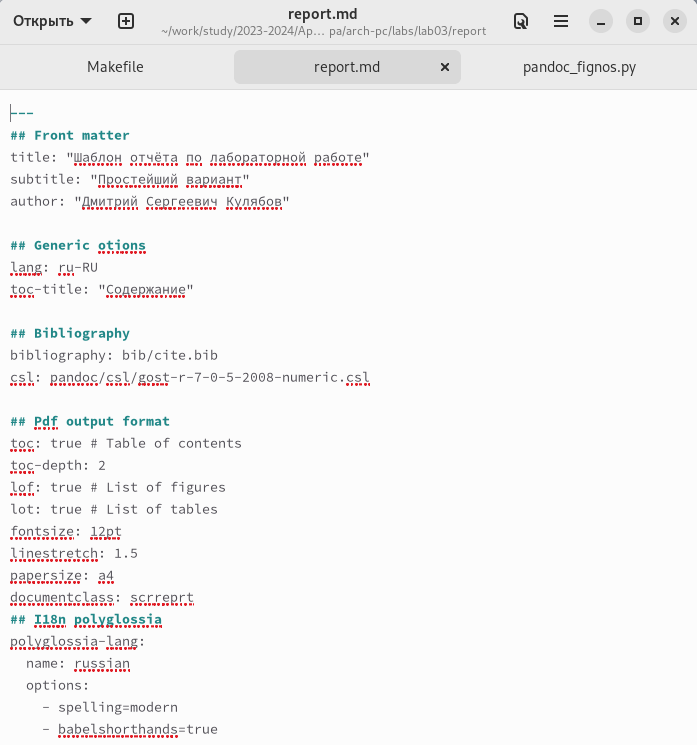 Открыть
report.md
~/work/study/2023-2024/Ap… pa/arch-pc/labs/lab03/report
Makefile
report.md
pandoc_fignos.py
---
## Front matter
title: "Шаблон отчёта по лабораторной работе"
subtitle: "Простейший вариант"
author: "Дмитрий Сергеевич Кулябов"
## Generic otions
lang: ru-RU
toc-title: "Содержание"
## Bibliography
bibliography: bib/cite.bib
csl: pandoc/csl/gost-r-7-0-5-2008-numeric.csl
## Pdf output format
toc: true # Table of contents
toc-depth: 2
lof: true # List of figures
lot: true # List of tables
fontsize: 12pt
linestretch: 1.5
papersize: a4
documentclass: scrreprt
## I18n polyglossia
polyglossia-lang:
  name: russian
  options:
    - spelling=modern
    - babelshorthands=true